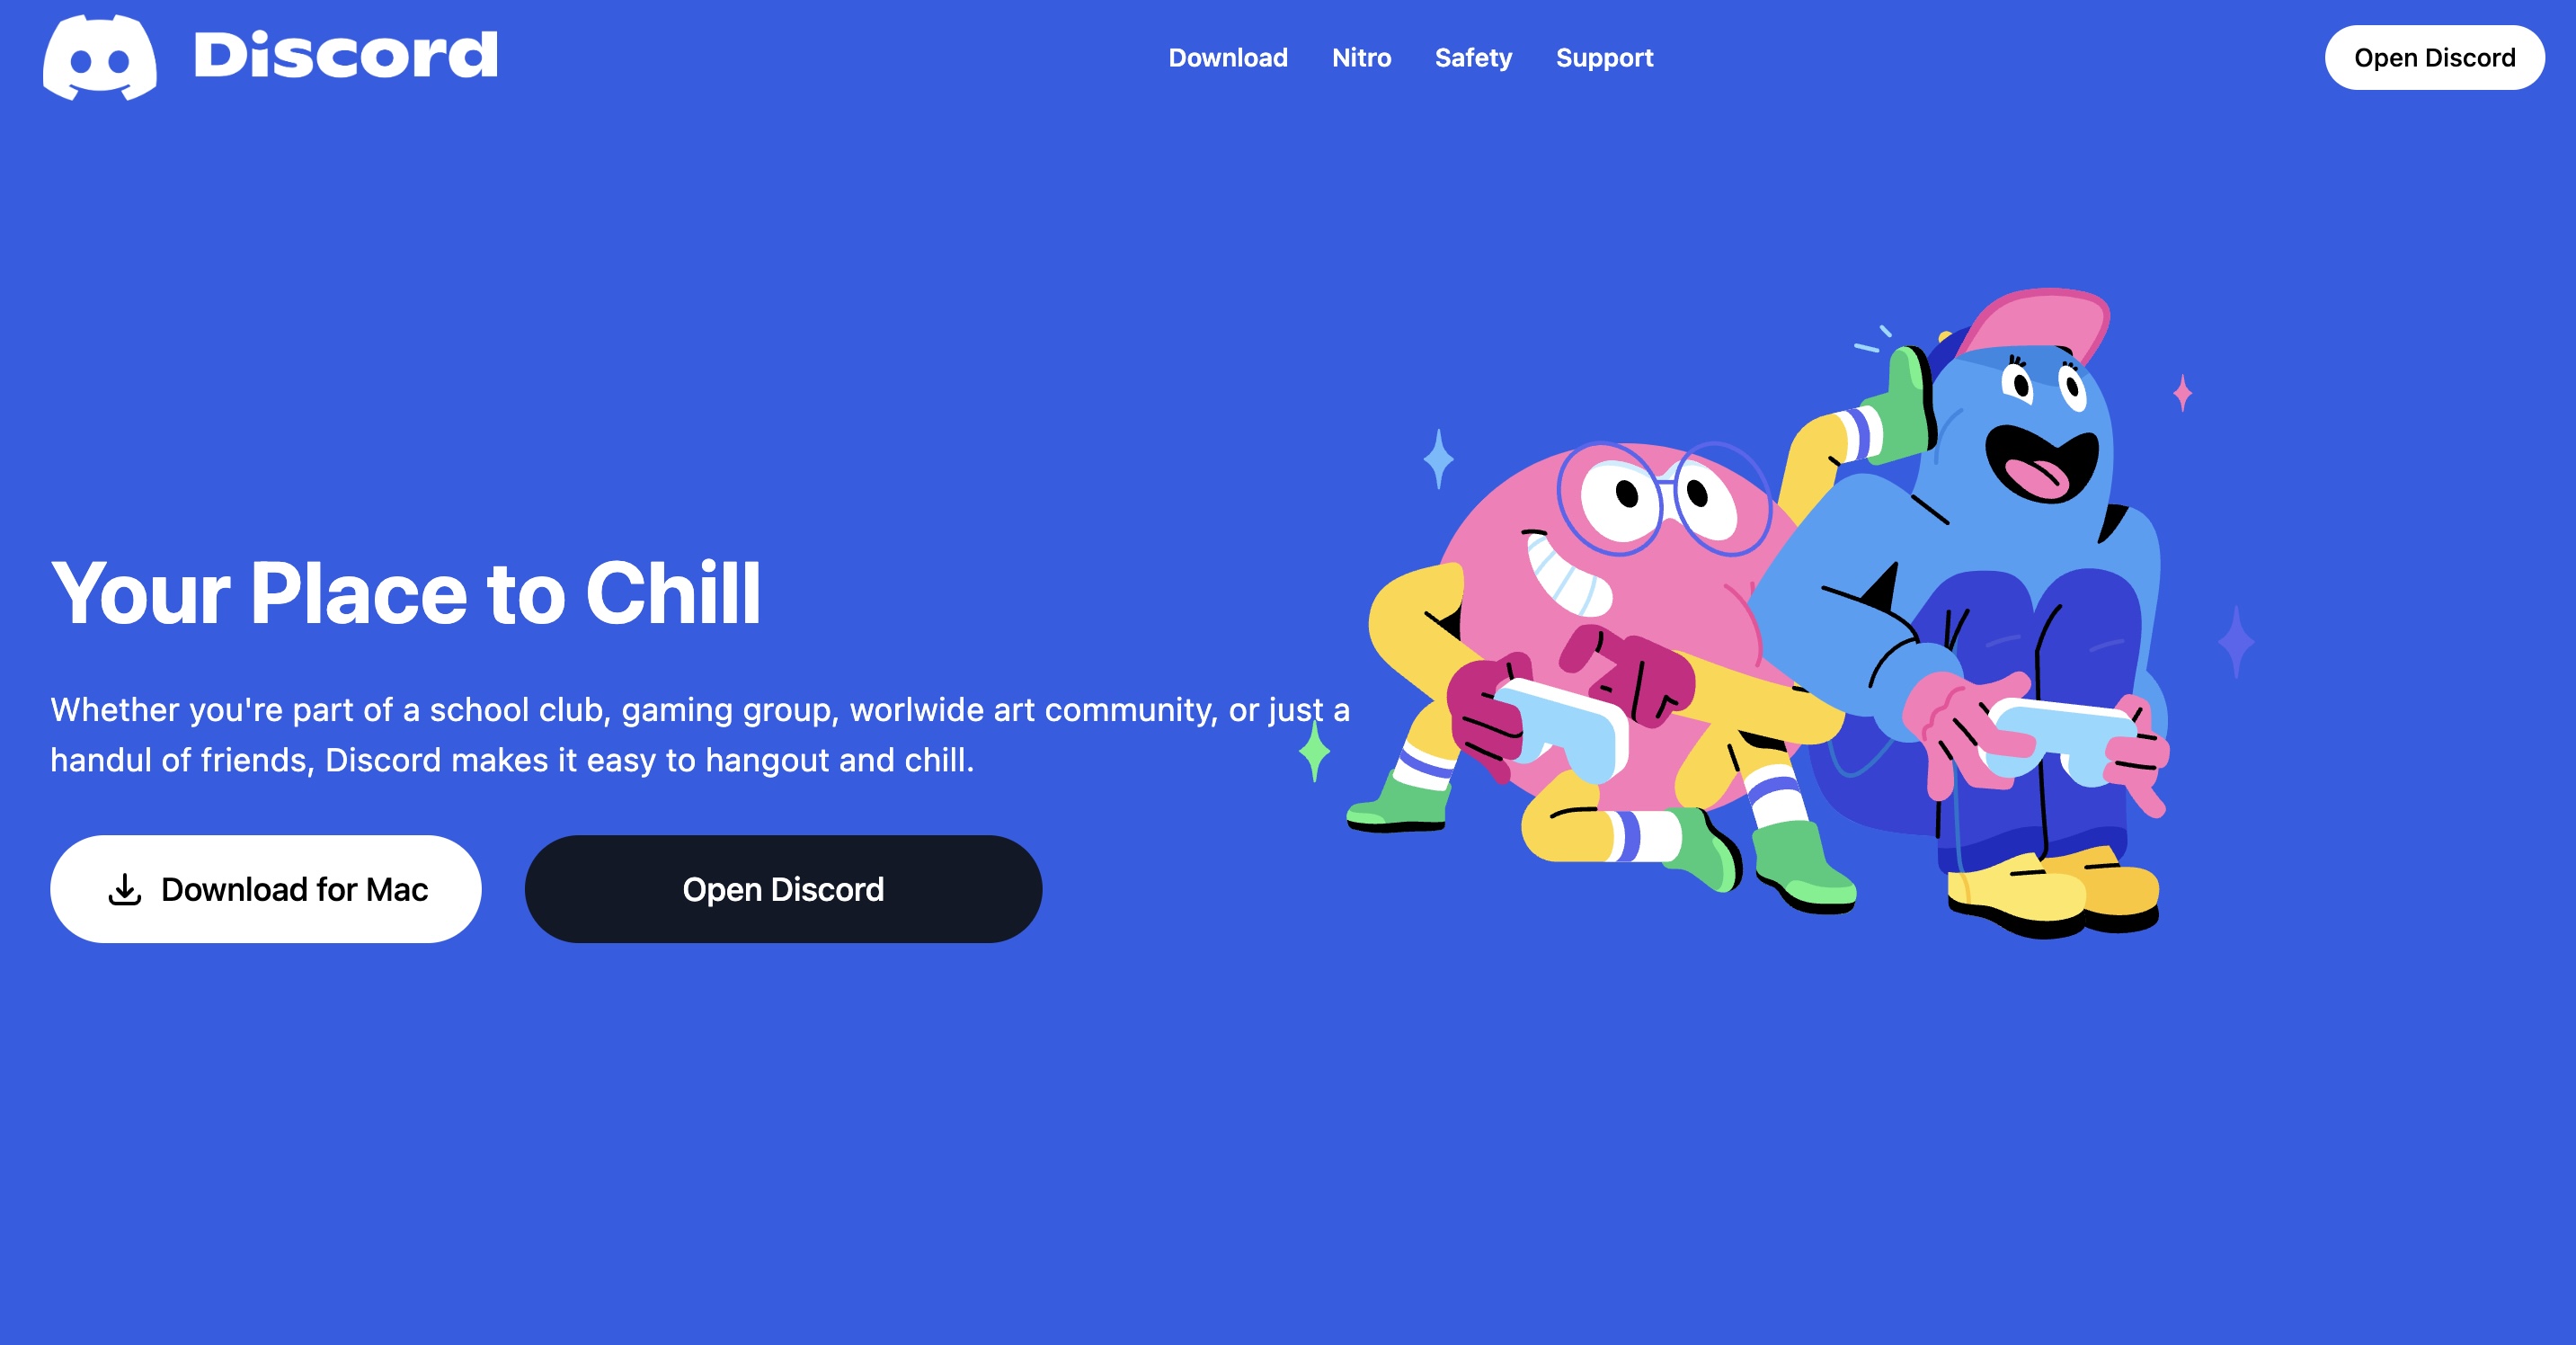 Discord
Download Nitro Safety Support
Open Discord
Your Place to Chill
Whether you're part of a school club, gaming group, worlwide art community, or just a
handul of friends, Discord makes it easy to hangout and chill.
Download for Mac
Open Discord